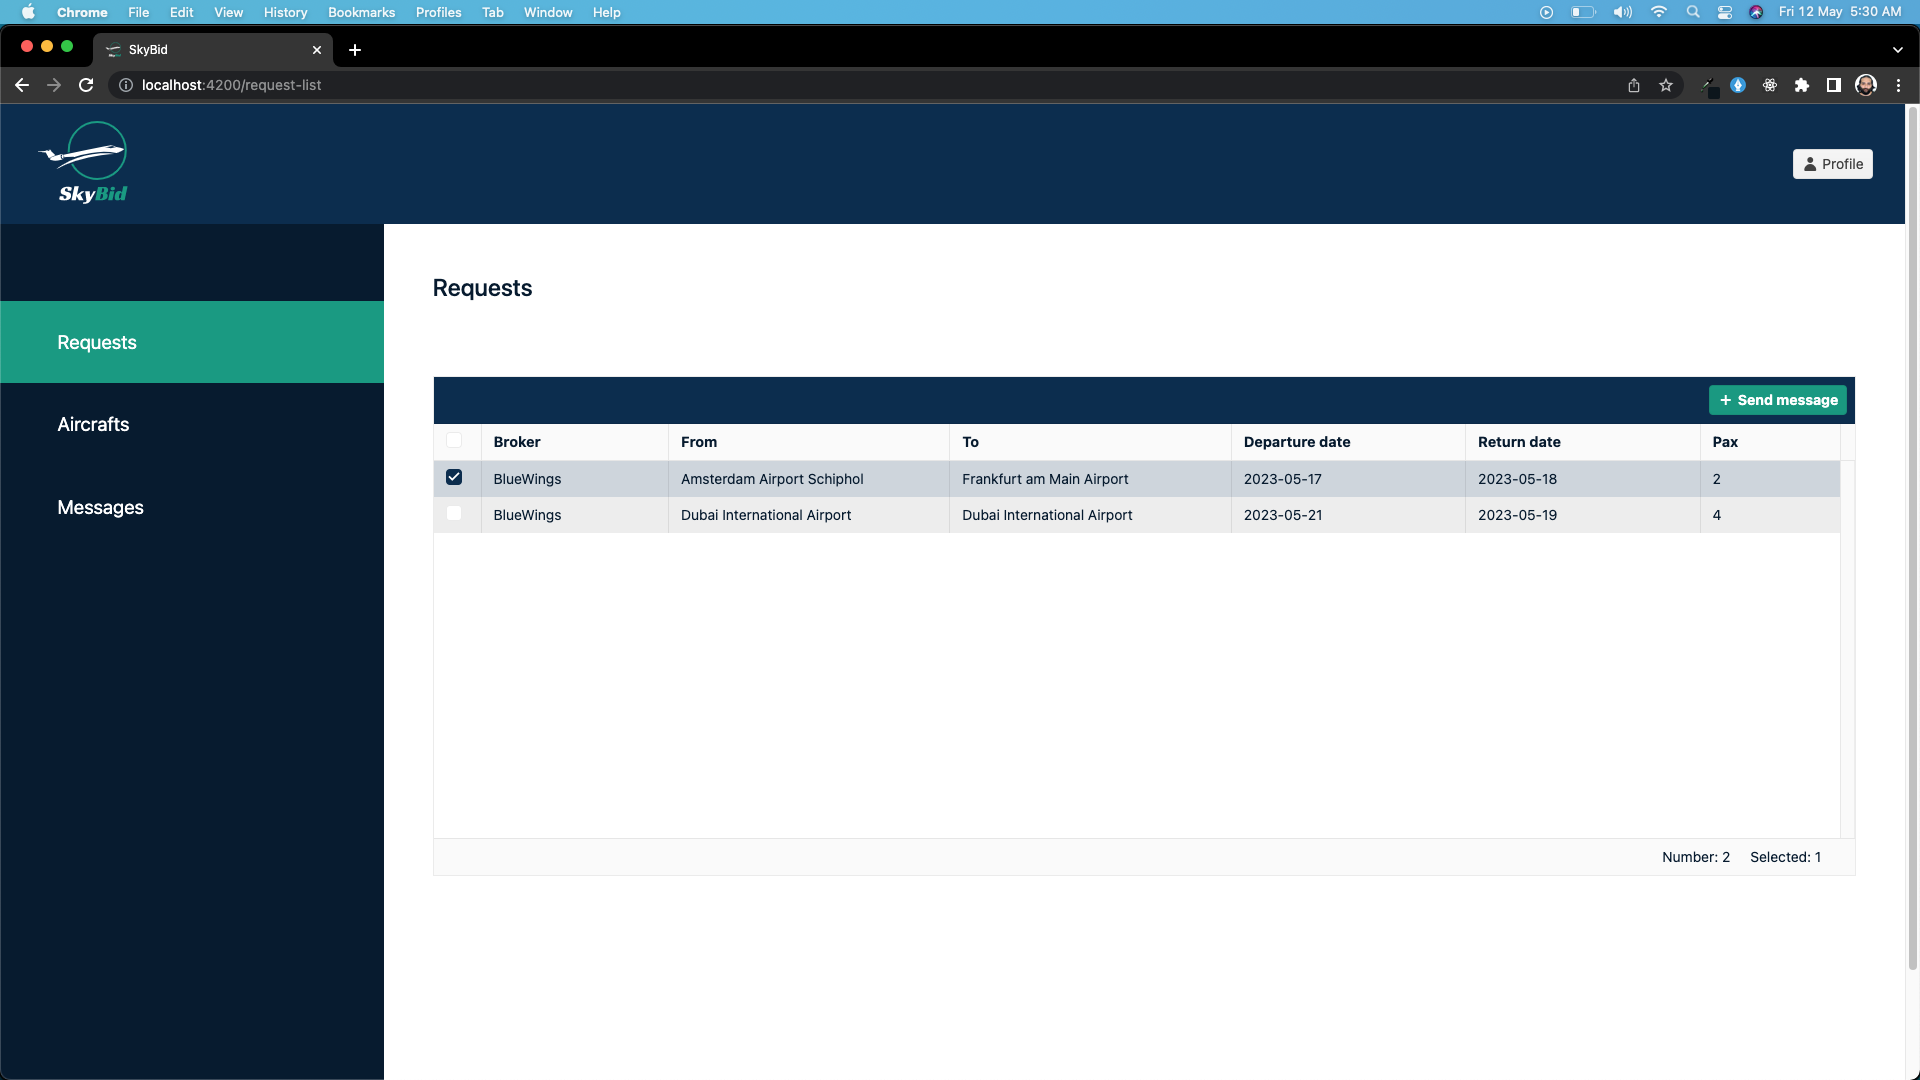 Chrome File Edit View History Bookmarks Profiles Tab Window Help Fri 12 May 5:30 AM
SkyBid
localhost:4200/request-list
SkyBid
Profile
Requests
Aircrafts
Messages
Requests
+ Send message
Broker From To Departure date Return date Pax
BlueWings Amsterdam Airport Schiphol Frankfurt am Main Airport 2023-05-17 2023-05-18 2
BlueWings Dubai International Airport Dubai International Airport 2023-05-21 2023-05-19 4
Number: 2 Selected: 1